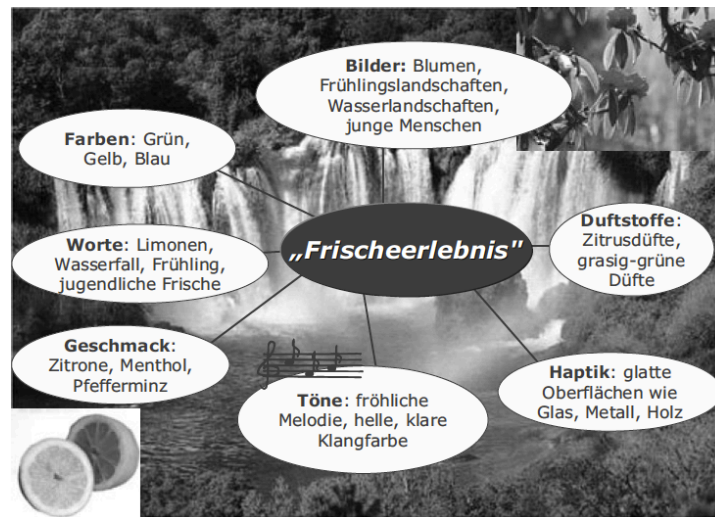 Bilder: Blumen,
Frühlingslandschaften,
Wasserlandschaften,
junge Menschen
Farben: Grün,
Gelb, Blau
„Frischeerlebnis"
Duftstoffe:
Zitrusdüfte,
grasig-grüne
Düfte
Worte: Limonen,
Wasserfall, Frühling,
jugendliche Frische
Geschmack:
Zitrone, Menthol,
Pfefferminz
Haptik: glatte
Oberflächen wie
Glas, Metall, Holz
Töne: fröhliche
Melodie, helle, klare
Klangfarbe